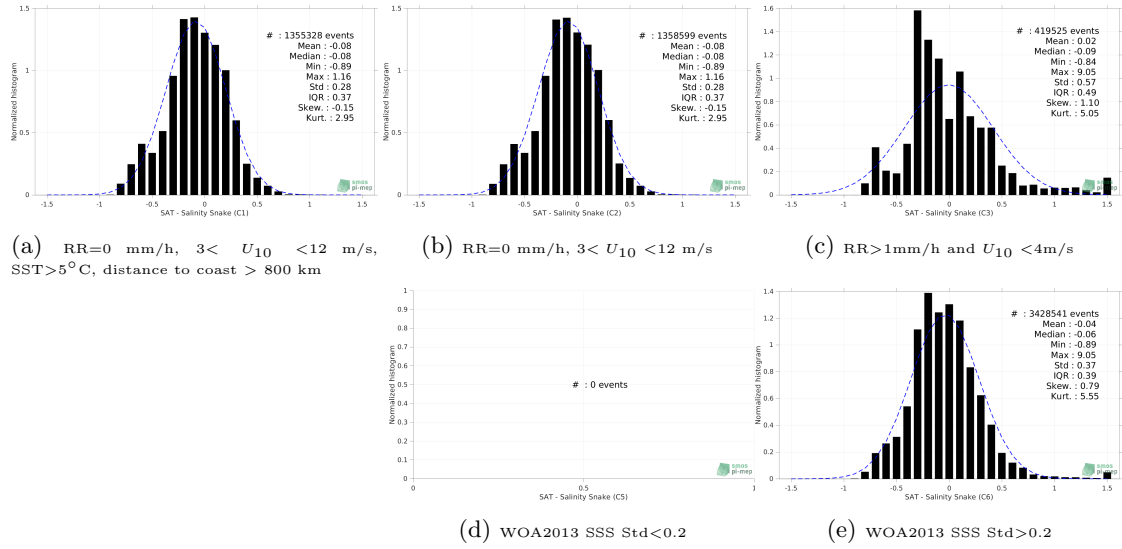 1.5
1
0.5
0
-1.5
-1
-0.5
0
0.5
1
1.5
Normalized histogram
SAT - Salinity Snake (C1)
# : 1355328 events
Mean : -0.08
Median : -0.08
Min : -0.89
Max : 1.16
Std : 0.28
IQR : 0.37
Skew. : -0.15
Kurt. : 2.95
smos
pi-mep
(a) RR=0 mm/h, 3< U10 <12 m/s,
SST>5°C, distance to coast > 800 km
1.5
1
0.5
0
-1.5
-1
-0.5
0
0.5
1
1.5
Normalized histogram
SAT - Salinity Snake (C2)
# : 1358599 events
Mean : -0.08
Median : -0.08
Min : -0.89
Max : 1.16
Std : 0.28
IQR : 0.37
Skew. : -0.15
Kurt. : 2.95
smos
pi-mep
(b) RR=0 mm/h, 3< U10 <12 m/s
1.6
1.4
1.2
1
0.8
0.6
0.4
0.2
0
-1.5
-1
-0.5
0
0.5
1
1.5
Normalized histogram
SAT - Salinity Snake (C3)
# : 419525 events
Mean : 0.02
Median : -0.09
Min : -0.84
Max : 9.05
Std : 0.57
IQR : 0.49
Skew. : 1.10
Kurt. : 5.05
smos
pi-mep
(c) RR>1mm/h and U10 <4m/s
1
0.9
0.8
0.7
0.6
0.5
0.4
0.3
0.2
0.1
0
0
0.5
1
Normalized histogram
SAT - Salinity Snake (C5)
# : 0 events
smos
pi-mep
(d) WOA2013 SSS Std<0.2
1.4
1.2
1
0.8
0.6
0.4
0.2
0
-1.5
-1
-0.5
0
0.5
1
1.5
Normalized histogram
SAT - Salinity Snake (C6)
# : 3428541 events
Mean : -0.04
Median : -0.06
Min : -0.89
Max : 9.05
Std : 0.37
IQR : 0.39
Skew. : 0.79
Kurt. : 5.55
smos
pi-mep
(e) WOA2013 SSS Std>0.2